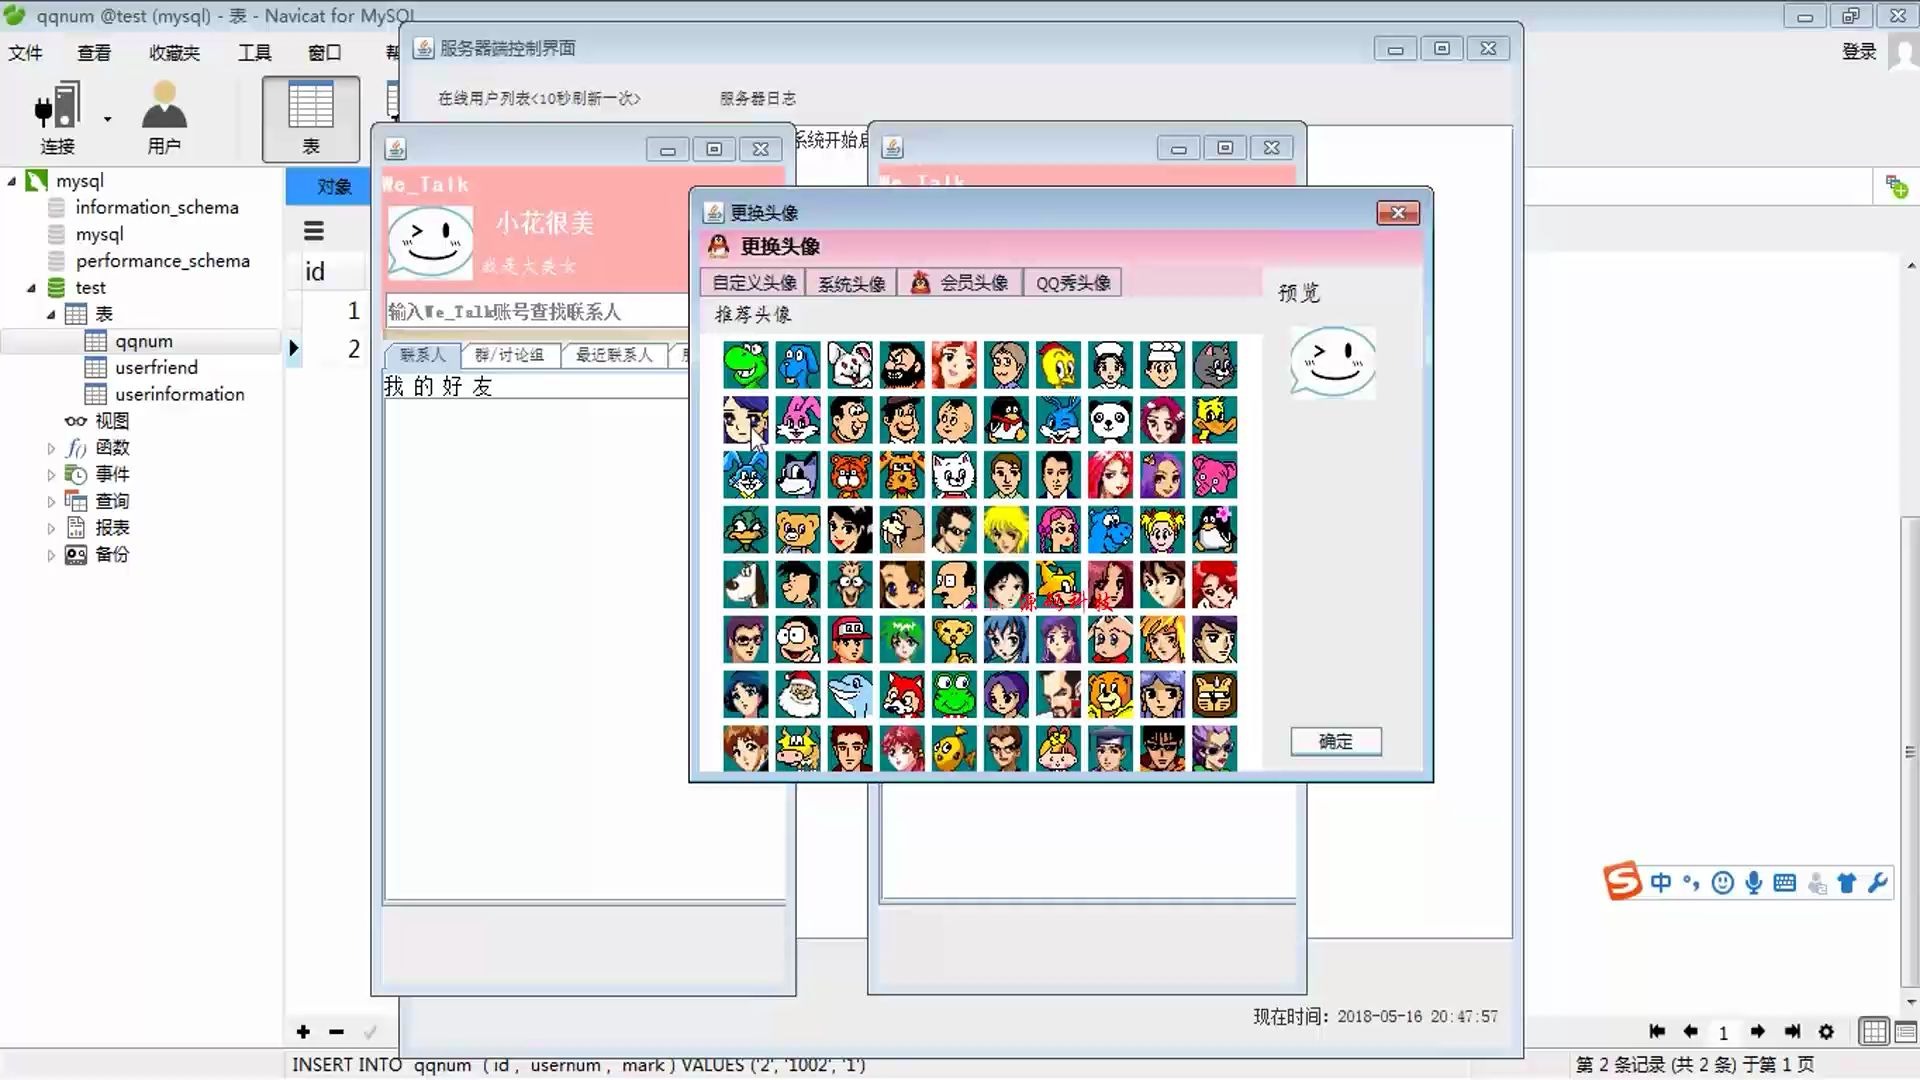 qqnum @test (mysql) - 表 - Navicat for MySQL
文件 查看 收藏夹 工具 窗口
登录
连接 用户 表
服务器端控制界面
在线用户列表<10秒刷新一次> 服务器日志
mysql
information_schema
mysql
performance_schema
test
表
qqnum
userfriend
userinformation
视图
函数
事件
查询
报表
备份
对象
id
1
2
系统开始启
We_Talk
小花很美
我是大美女
输入We_Talk账号查找联系人
联系人 群/讨论组 最近联系人
我 的 好 友
We_Talk
更换头像
更换头像
自定义头像 系统头像 会员头像 QQ秀头像
推荐头像
预览
源码科技
确定
中
现在时间: 2018-05-16 20:47:57
1
INSERT INTO qqnum ( id , usernum , mark ) VALUES ('2', '1002', '1')
第 2 条记录 (共 2 条) 于第 1 页